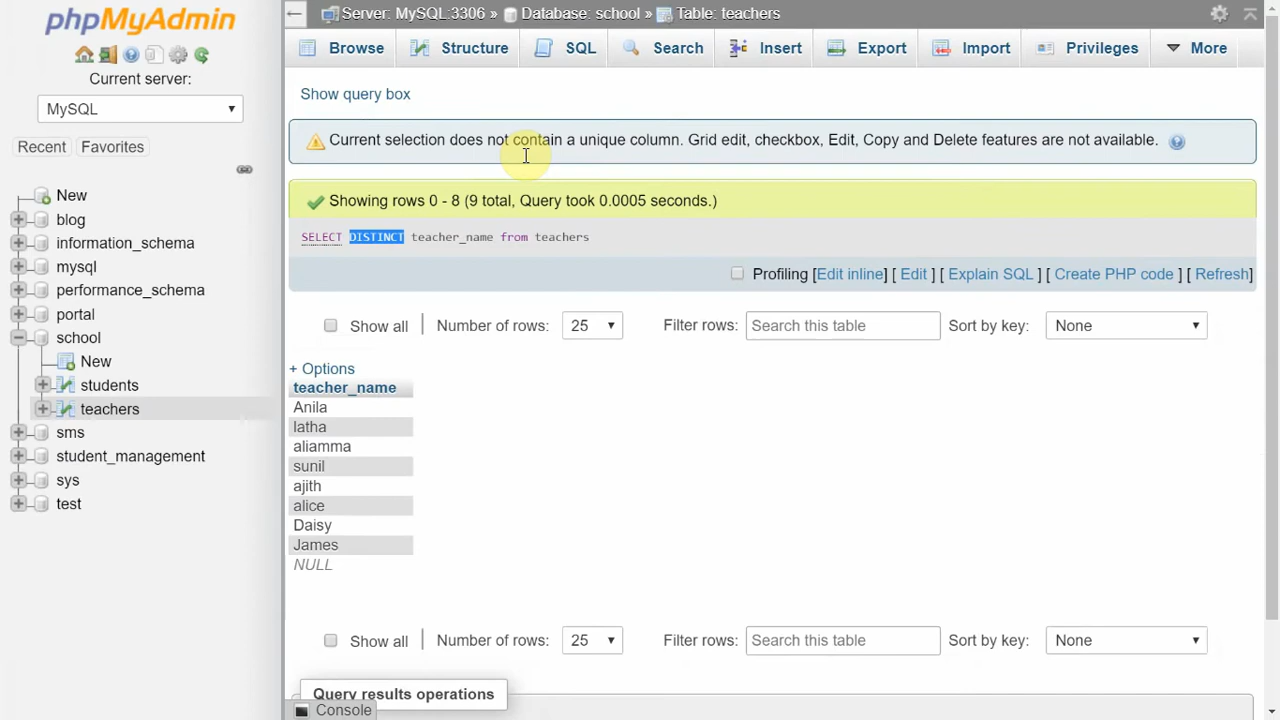 phpMyAdmin
Current server:
MySQL
Recent
Favorites
New
blog
information_schema
mysql
performance_schema
portal
school
New
students
teachers
sms
student_management
sys
test
Server: MySQL:3306 » Database: school » Table: teachers
Browse Structure SQL Search Insert Export Import Privileges More
Show query box
Current selection does not contain a unique column. Grid edit, checkbox, Edit, Copy and Delete features are not available.
Showing rows 0 - 8 (9 total, Query took 0.0005 seconds.)
SELECT DISTINCT teacher_name from teachers
Profiling [Edit inline] [ Edit ] [ Explain SQL ] [ Create PHP code ] [ Refresh]
Show all Number of rows: 25 Filter rows: Search this table Sort by key: None
+ Options
teacher_name
Anila
latha
aliamma
sunil
ajith
alice
Daisy
James
NULL
Show all Number of rows: 25 Filter rows: Search this table Sort by key: None
Query results operations
Console